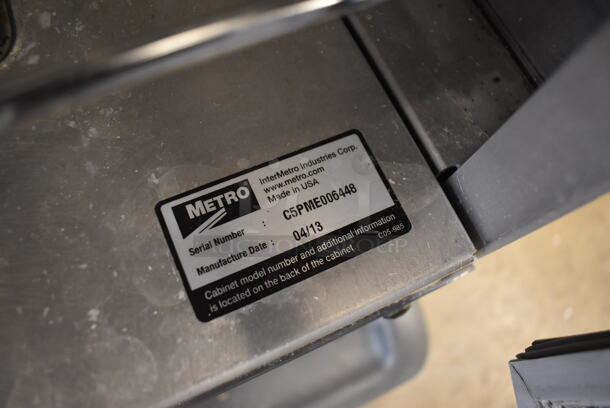 METRO
InterMetro Industries Corp.
www.metro.com
Made in USA
Serial Number : C5PME006448
Manufacture Date : 04/13
Cabinet model number and additional information
is located on the back of the cabinet.
CD5-985